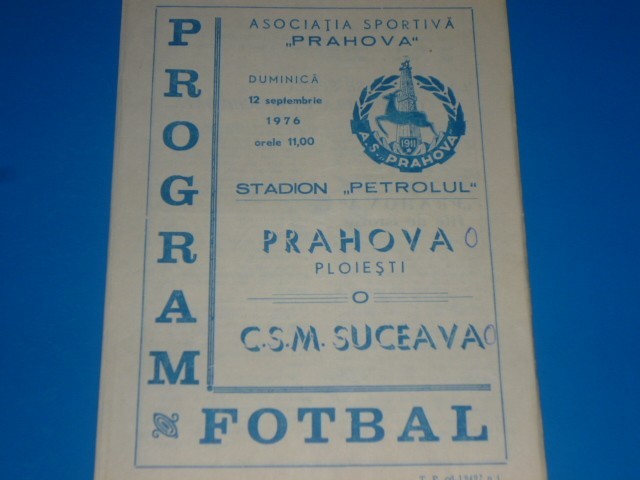 PROGRAM
ASOCIAȚIA SPORTIVĂ
„PRAHOVA"
DUMINICĂ
12 septembrie
1976
orele 11,00
1911
A.S. PRAHOVA
STADION „PETROLUL"
PRAHOVA 0
PLOIEȘTI
C.S.M. SUCEAVA 0
FOTBAL